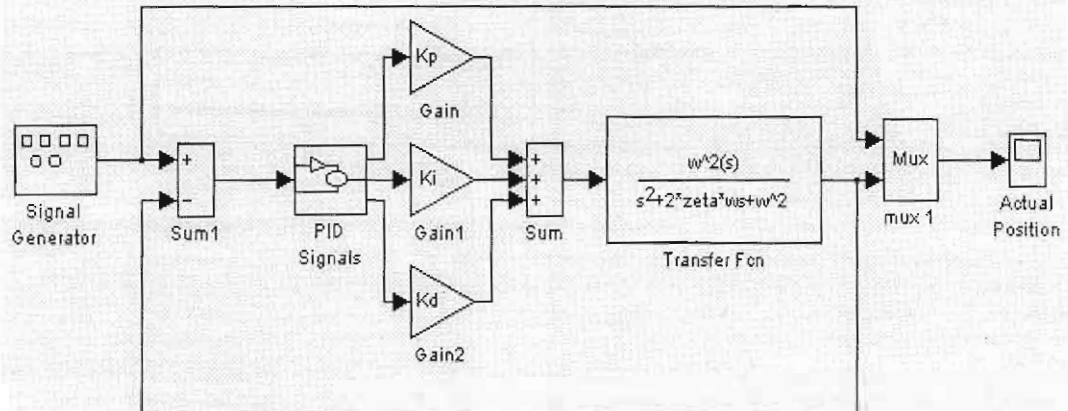 Kp
Gain
+
-
Signal
Generator
Sum1
PID
Signals
Ki
Gain1
+
+
+
Sum
w^2(s)
s2+2*zeta*ws+w^2
Transfer Fcn
Mux
mux 1
Actual
Position
Kd
Gain2